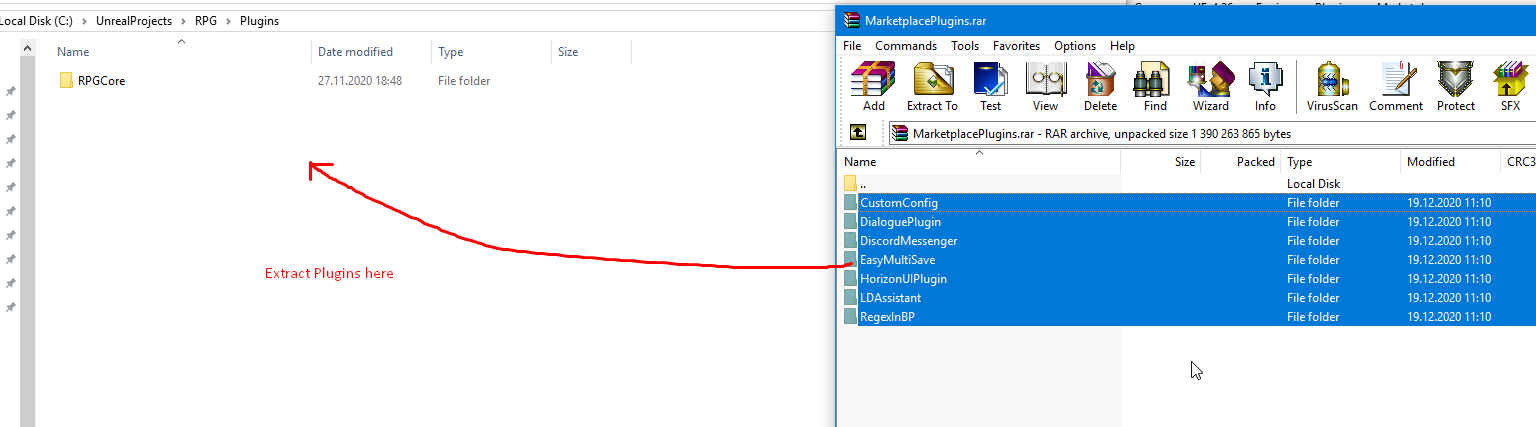 Local Disk (C:) > UnrealProjects > RPG > Plugins
Name Date modified Type Size
RPGCore 27.11.2020 18:48 File folder
Extract Plugins here
MarketplacePlugins.rar
File Commands Tools Favorites Options Help
Add Extract To Test View Delete Find Wizard Info VirusScan Comment Protect SFX
MarketplacePlugins.rar - RAR archive, unpacked size 1 390 263 865 bytes
Name Size Packed Type Modified CRC3
.. Local Disk
CustomConfig File folder 19.12.2020 11:10
DialoguePlugin File folder 19.12.2020 11:10
DiscordMessenger File folder 19.12.2020 11:10
EasyMultiSave File folder 19.12.2020 11:10
HorizonUIPlugin File folder 19.12.2020 11:10
LDAssistant File folder 19.12.2020 11:10
RegexInBP File folder 19.12.2020 11:10